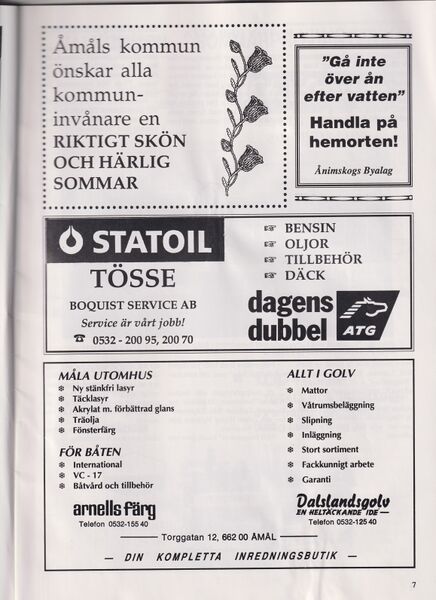 Åmåls kommun
önskar alla
kommun-
invånare en
RIKTIGT SKÖN
OCH HÄRLIG
SOMMAR
"Gå inte
över ån
efter vatten"
Handla på
hemorten!
Ånimskogs Byalag
STATOIL
TÖSSE
BOQUIST SERVICE AB
Service är vårt jobb!
☎ 0532 - 200 95, 200 70
☞ BENSIN
☞ OLJOR
☞ TILLBEHÖR
☞ DÄCK
dagens
dubbel
ATG
MÅLA UTOMHUS
❄ Ny stänkfri lasyr
❄ Täcklasyr
❄ Akrylat m. förbättrad glans
❄ Träolja
❄ Fönsterfärg
FÖR BÅTEN
❄ International
❄ VC - 17
❄ Båtvård och tillbehör
arnells färg
Telefon 0532-155 40
ALLT I GOLV
❄ Mattor
❄ Våtrumsbeläggning
❄ Slipning
❄ Inläggning
❄ Stort sortiment
❄ Fackkunnigt arbete
❄ Garanti
Dalslandsgolv
EN HELTÄCKANDE IDE
Telefon 0532-125 40
Torggatan 12, 662 00 ÅMÅL
— DIN KOMPLETTA INREDNINGSBUTIK —
7